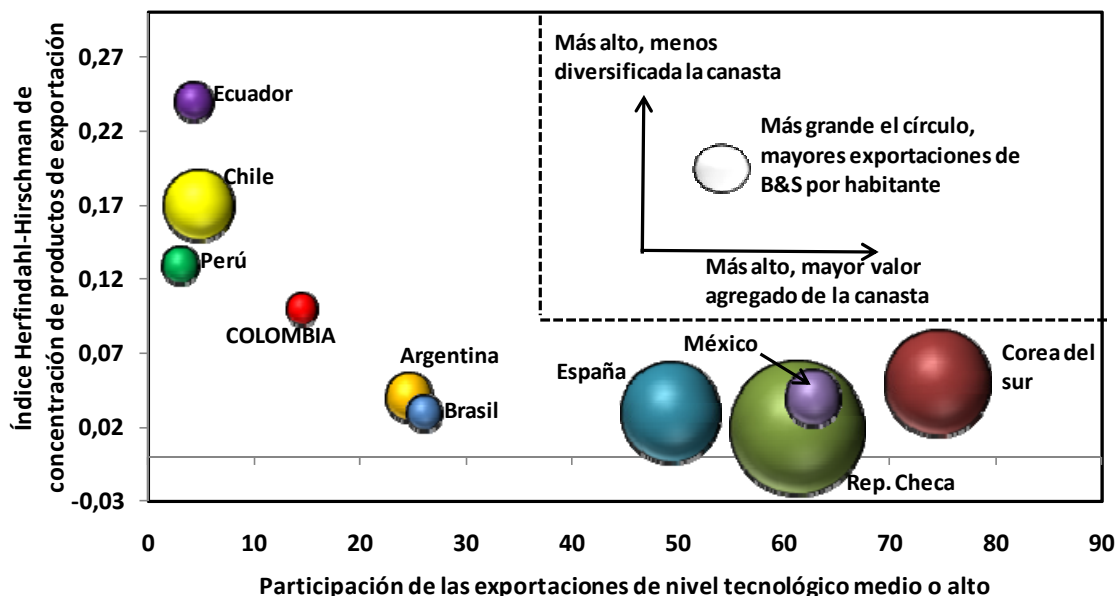 Índice Herfindahl-Hirschman de
concentración de productos de exportación
0,27
0,22
0,17
0,12
0,07
0,02
-0,03
Ecuador
Chile
Perú
COLOMBIA
Argentina
Brasil
España
México
Rep. Checa
Corea del
sur
Más alto, menos
diversificada la canasta
Más grande el círculo,
mayores exportaciones de
B&S por habitante
Más alto, mayor valor
agregado de la canasta
0 10 20 30 40 50 60 70 80 90
Participación de las exportaciones de nivel tecnológico medio o alto